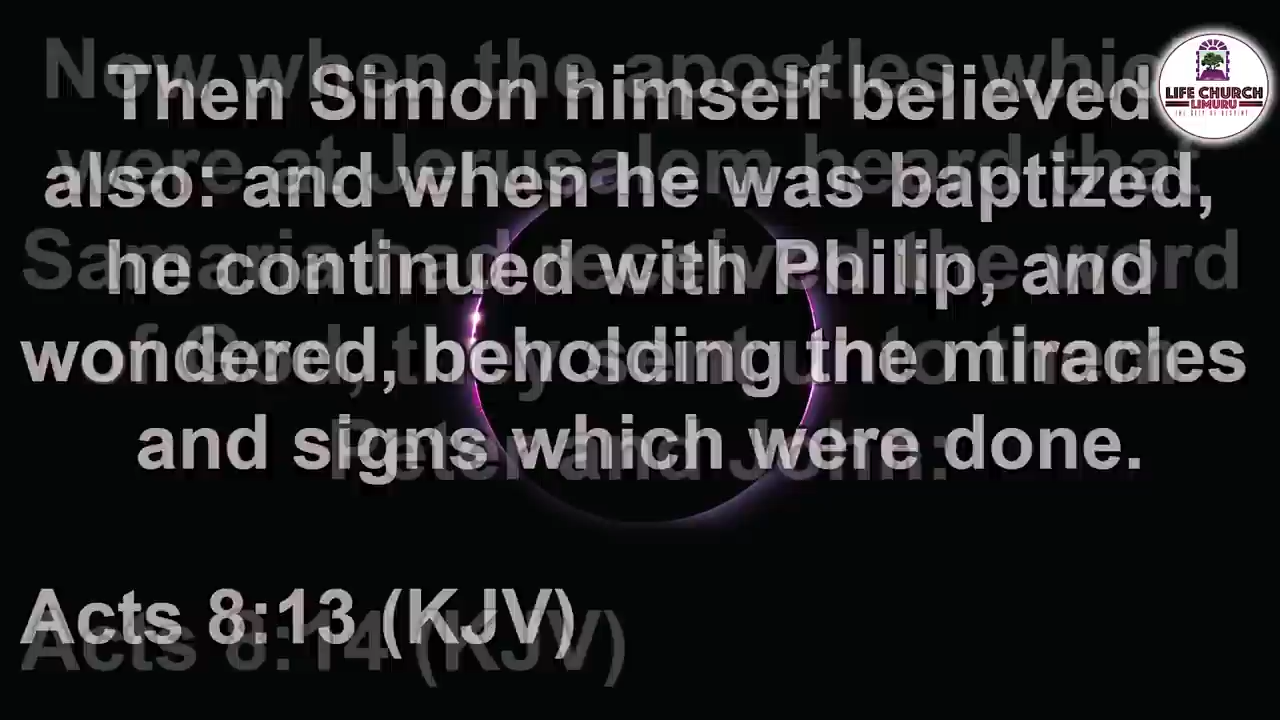 Then Simon himself believed
also: and when he was baptized,
he continued with Philip, and
wondered, beholding the miracles
and signs which were done.
Acts 8:13 (KJV)
Now when the apostles which
were at Jerusalem heard that
Samaria had received the word
of God, they sent unto them
Peter and John:
Acts 8:14 (KJV)
LIFE CHURCH
LIMURU